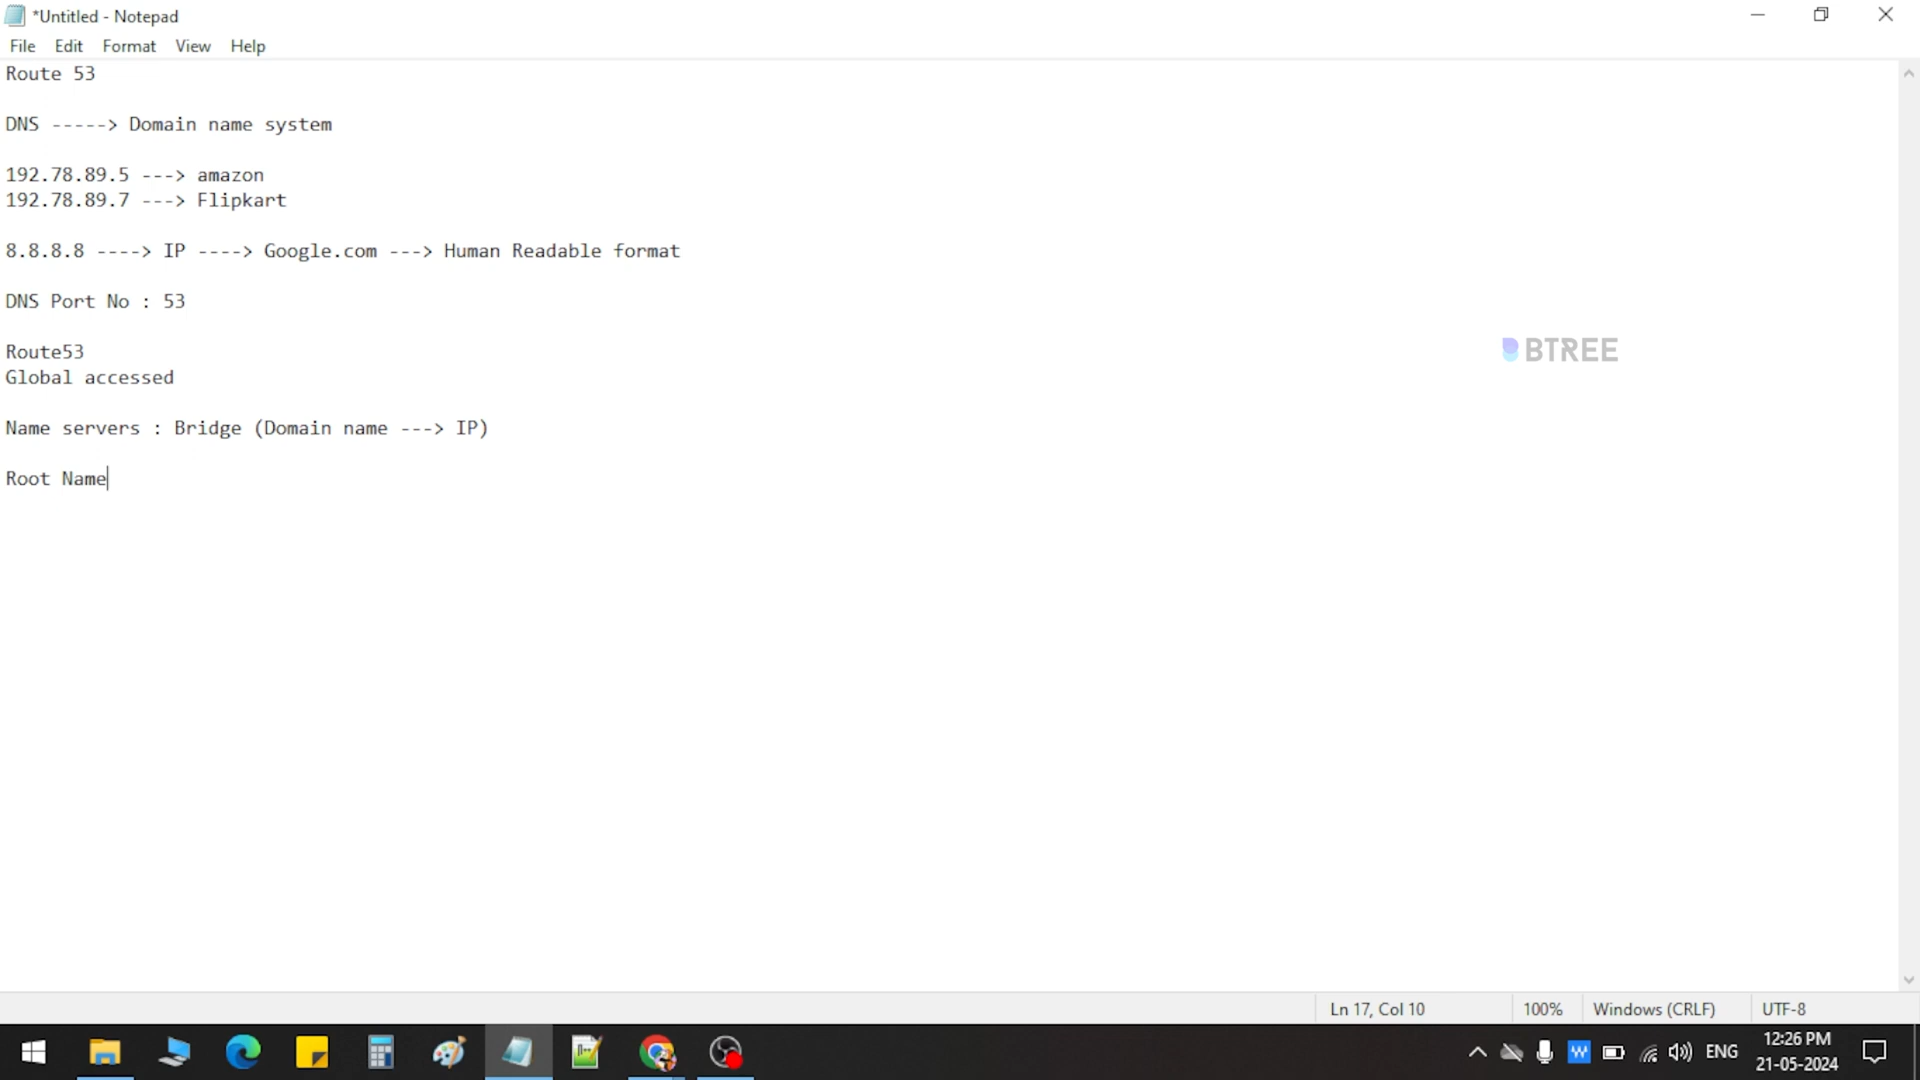 *Untitled - Notepad
File Edit Format View Help
Route 53
DNS -----> Domain name system
192.78.89.5 ---> amazon
192.78.89.7 ---> Flipkart
8.8.8.8 ----> IP ----> Google.com ---> Human Readable format
DNS Port No : 53
Route53
Global accessed
Name servers : Bridge (Domain name ---> IP)
Root Name
BTREE
Ln 17, Col 10 100% Windows (CRLF) UTF-8
W ENG 12:26 PM
21-05-2024